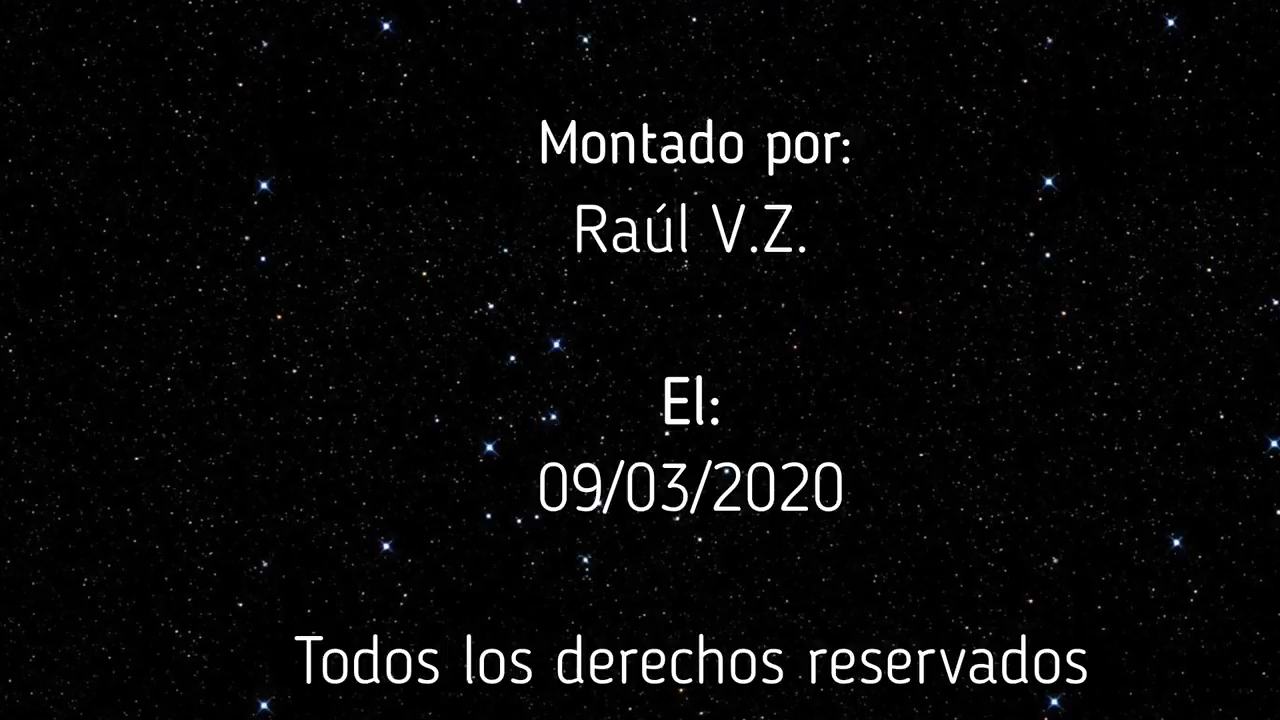 Montado por:
Raúl V.Z.
El:
09/03/2020
Todos los derechos reservados